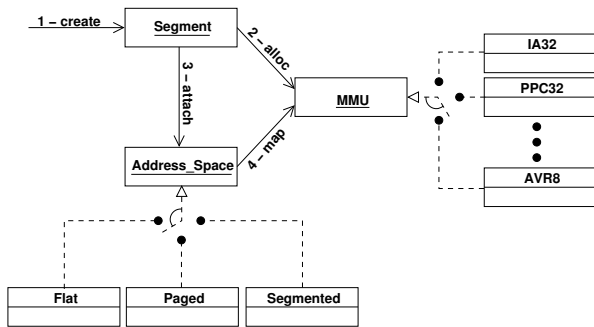 1 – create
Segment
2 – alloc
3 – attach
MMU
4 – map
Address_Space
IA32
PPC32
AVR8
Flat
Paged
Segmented